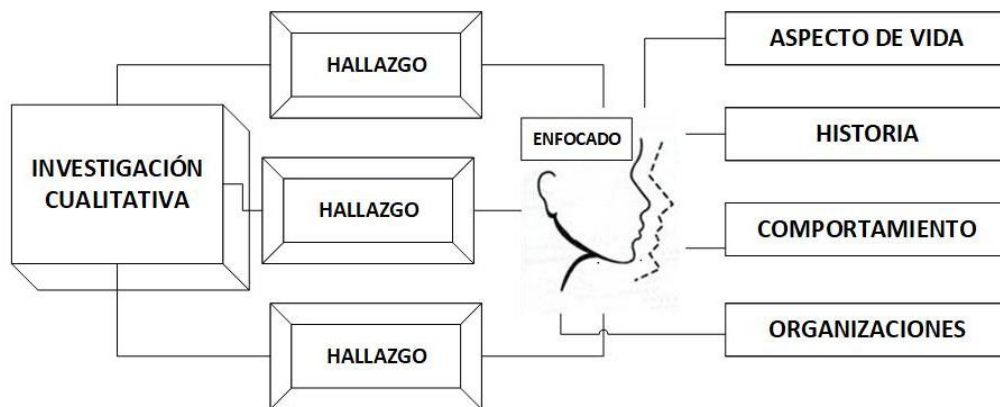 INVESTIGACIÓN
CUALITATIVA
HALLAZGO
HALLAZGO
HALLAZGO
ENFOCADO
ASPECTO DE VIDA
HISTORIA
COMPORTAMIENTO
ORGANIZACIONES